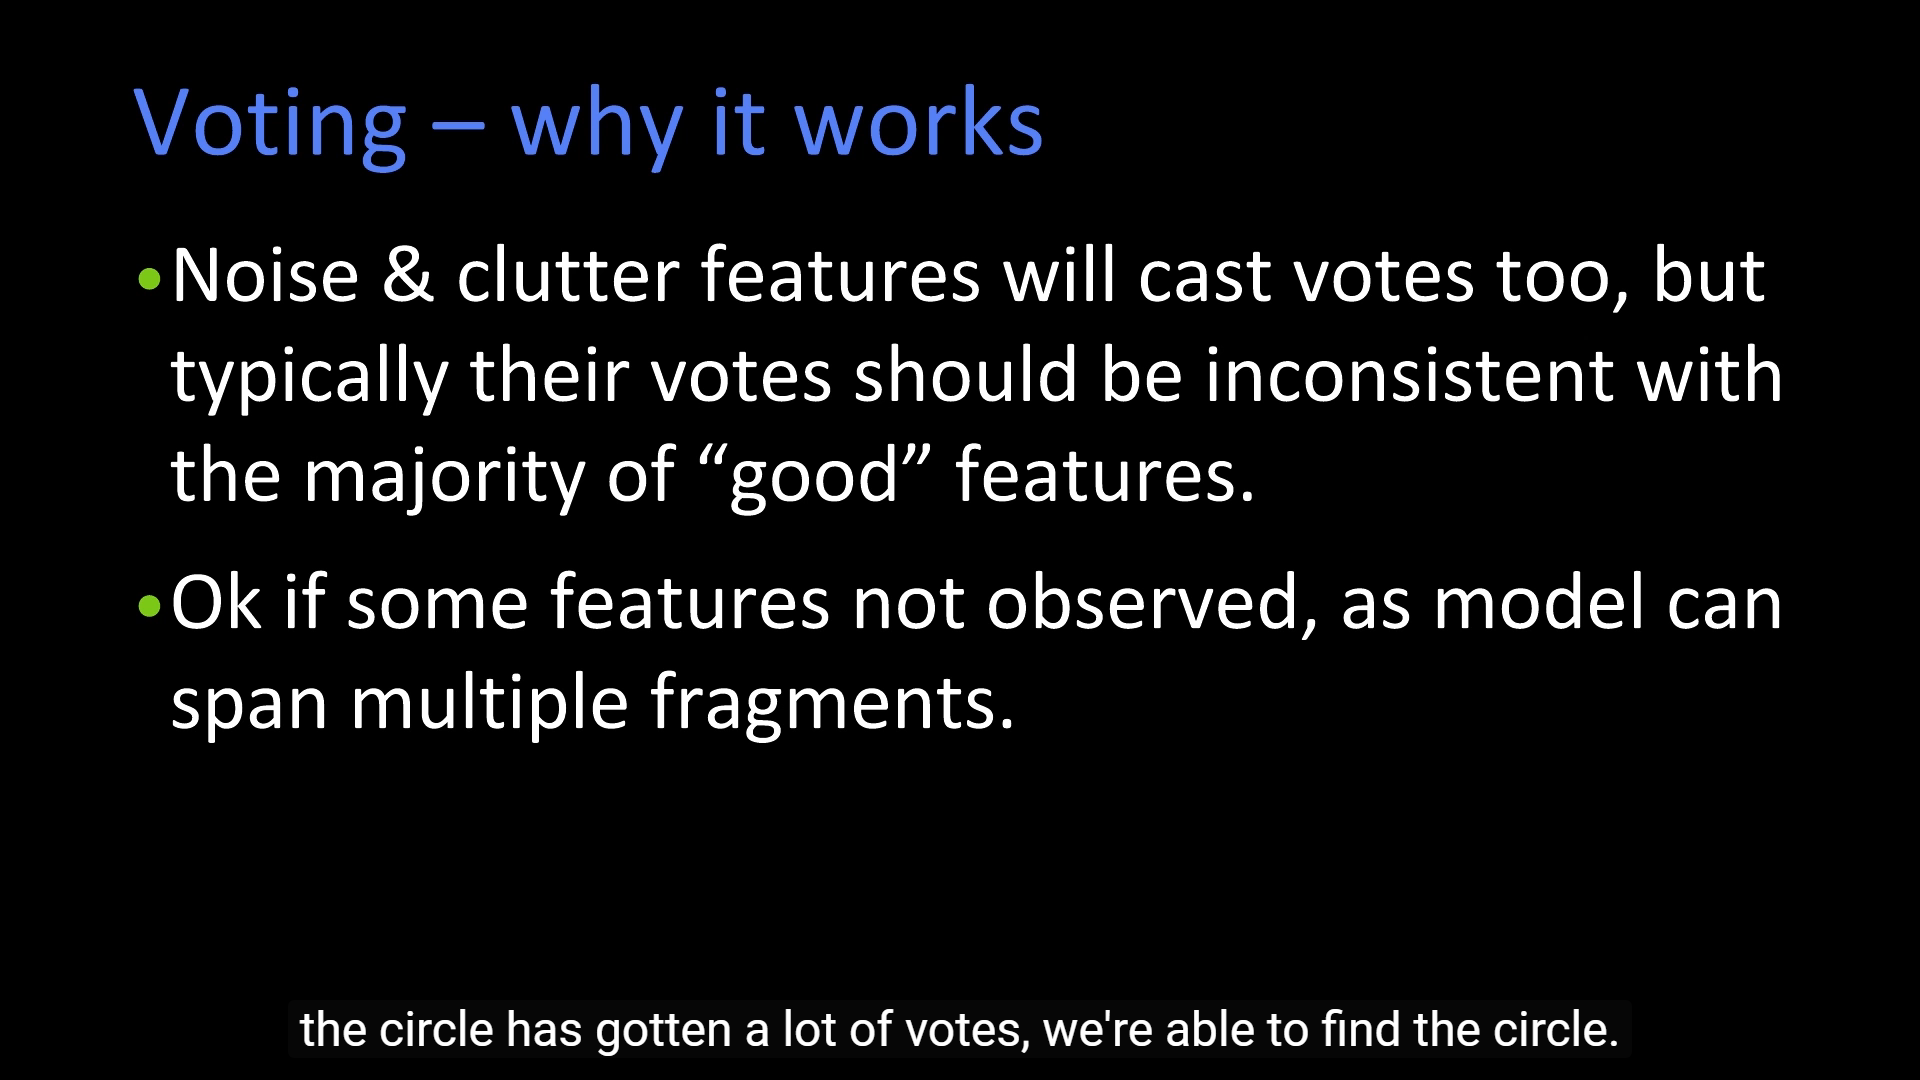 Voting – why it works
•Noise & clutter features will cast votes too, but
typically their votes should be inconsistent with
the majority of “good” features.
•Ok if some features not observed, as model can
span multiple fragments.
the circle has gotten a lot of votes, we're able to find the circle.